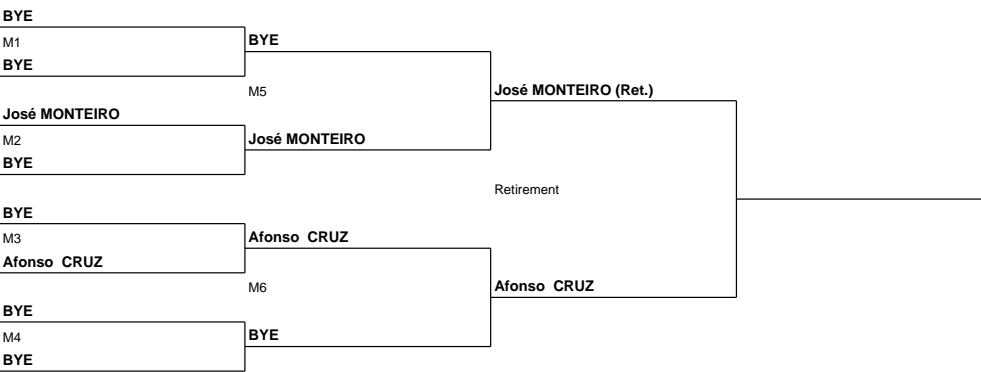 BYE
M1
BYE
BYE
M5
José MONTEIRO (Ret.)
José MONTEIRO
M2
José MONTEIRO
BYE
Retirement
BYE
M3
Afonso CRUZ
Afonso CRUZ
M6
Afonso CRUZ
BYE
M4
BYE
BYE